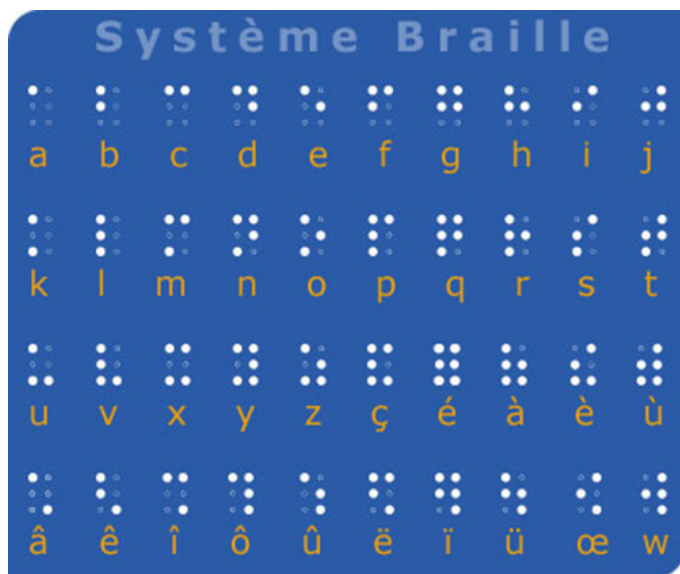 Système Braille
a b c d e f g h i j
k l m n o p q r s t
u v x y z ç é à è ù
â ê î ô û ë ï ü œ w